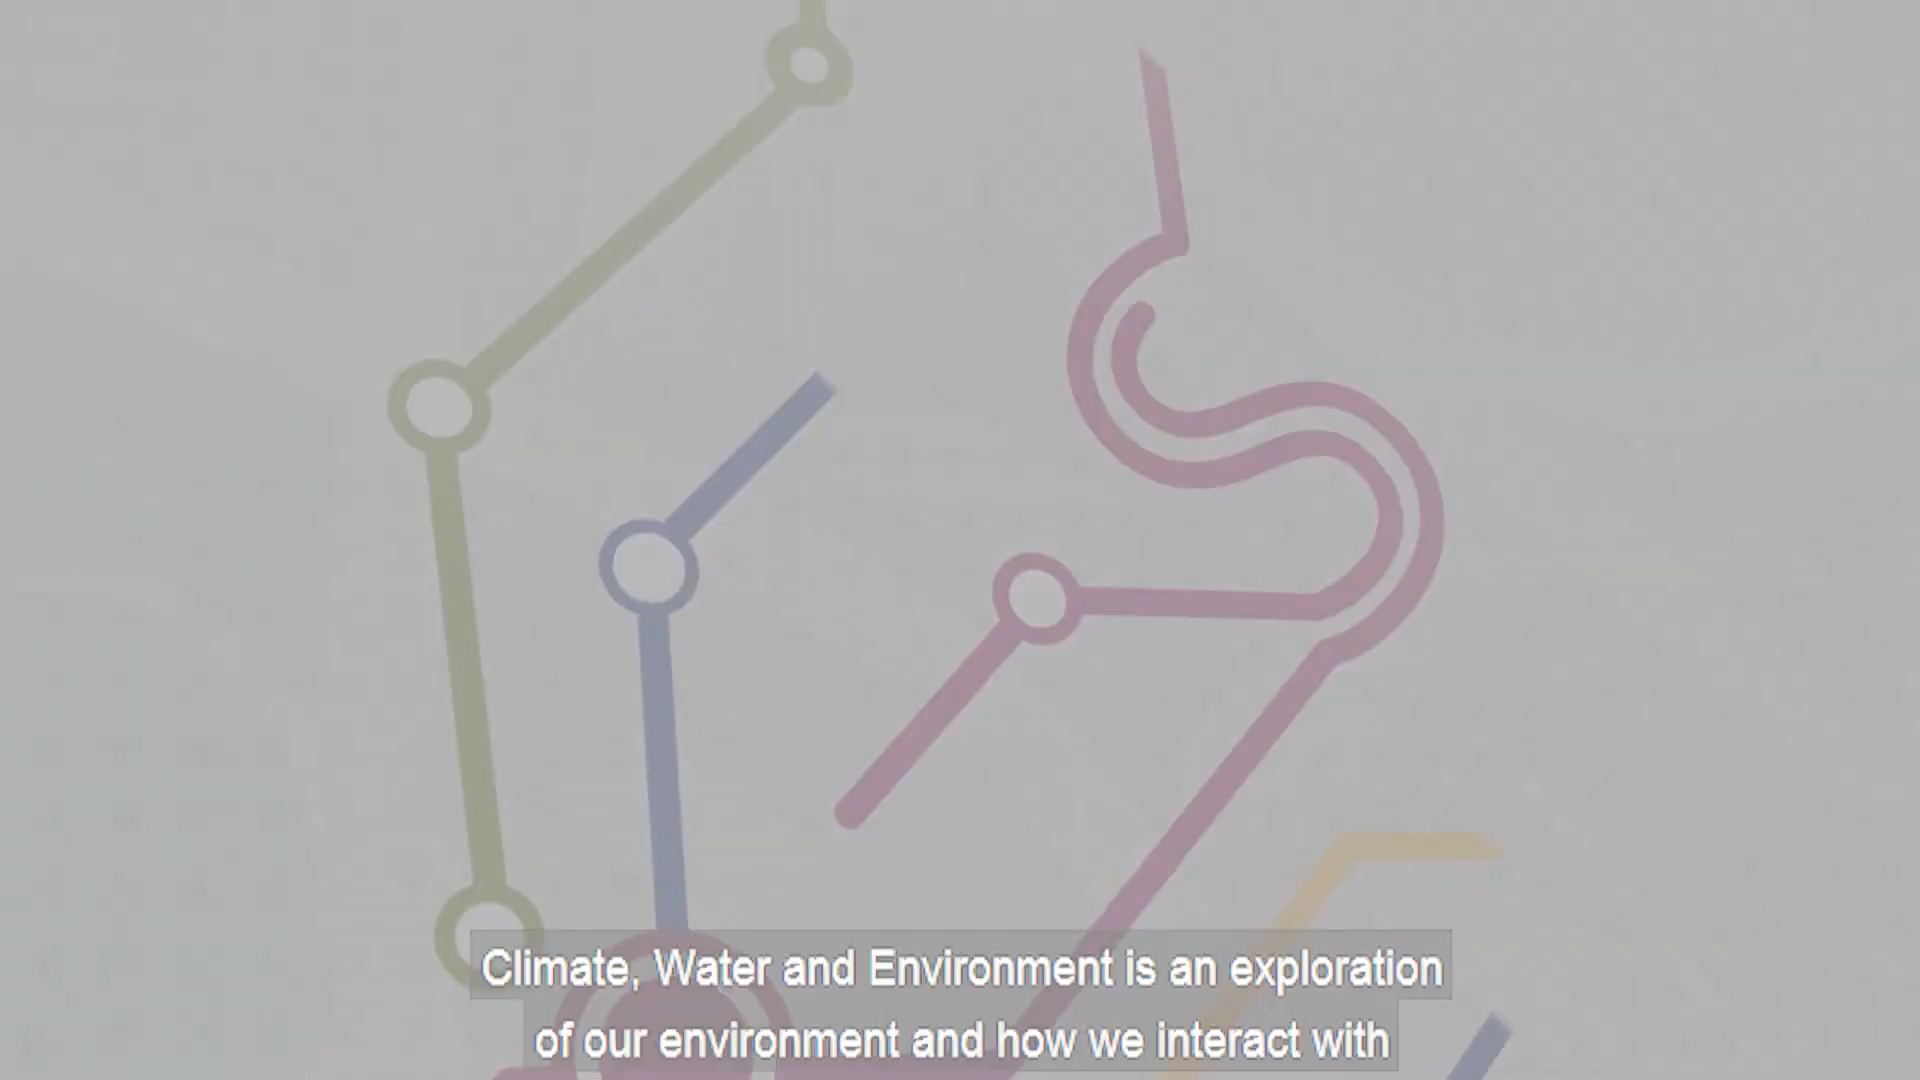 Climate, Water and Environment is an exploration
of our environment and how we interact with